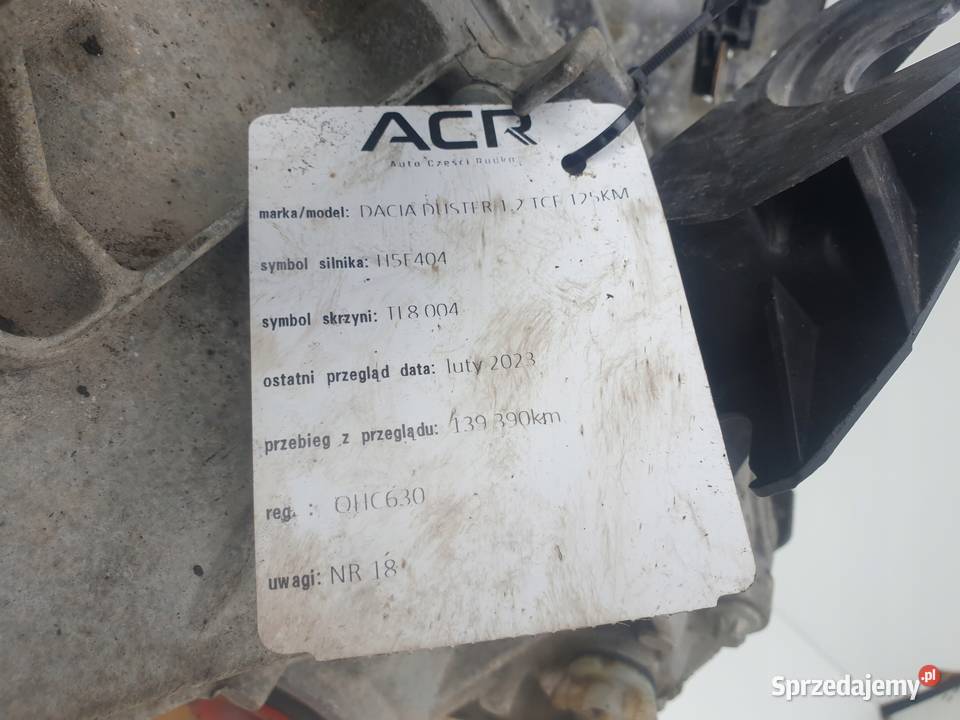 ACR
Auto Części Rudka
marka/model: DACIA DUSTER 1.2 TCE 125KM
symbol silnika: H5F404
symbol skrzyni: TL8 004
ostatni przegląd data: luty 2023
przebieg z przeglądu: 139 390km
reg. : OHC630
uwagi: NR 18
Sprzedajemy.pl